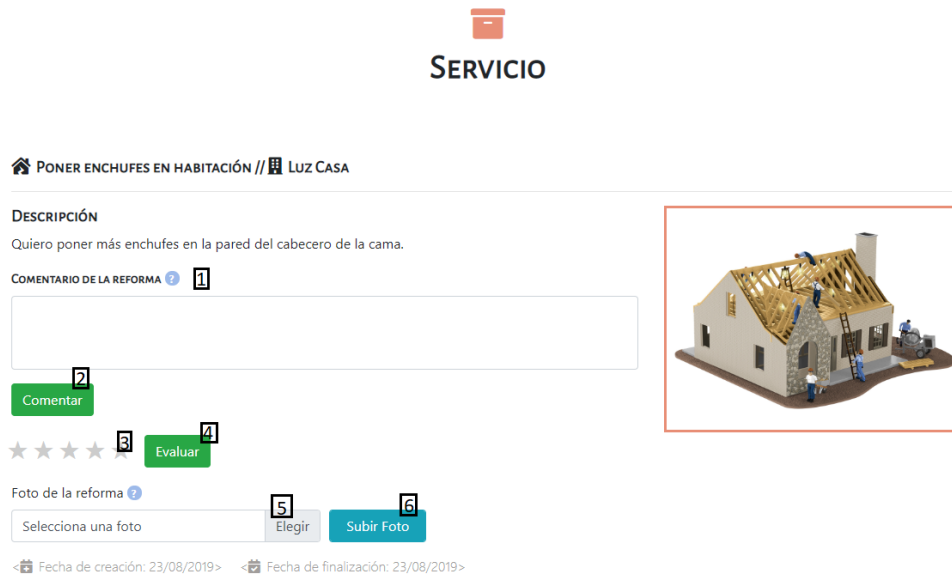 Servicio
Poner enchufes en habitación // Luz Casa
Descripción
Quiero poner más enchufes en la pared del cabecero de la cama.
Comentario de la reforma ? 1
2
Comentar
3 Evaluar 4
Foto de la reforma ?
Selecciona una foto Elegir 5 Subir Foto 6
< Fecha de creación: 23/08/2019> < Fecha de finalización: 23/08/2019>